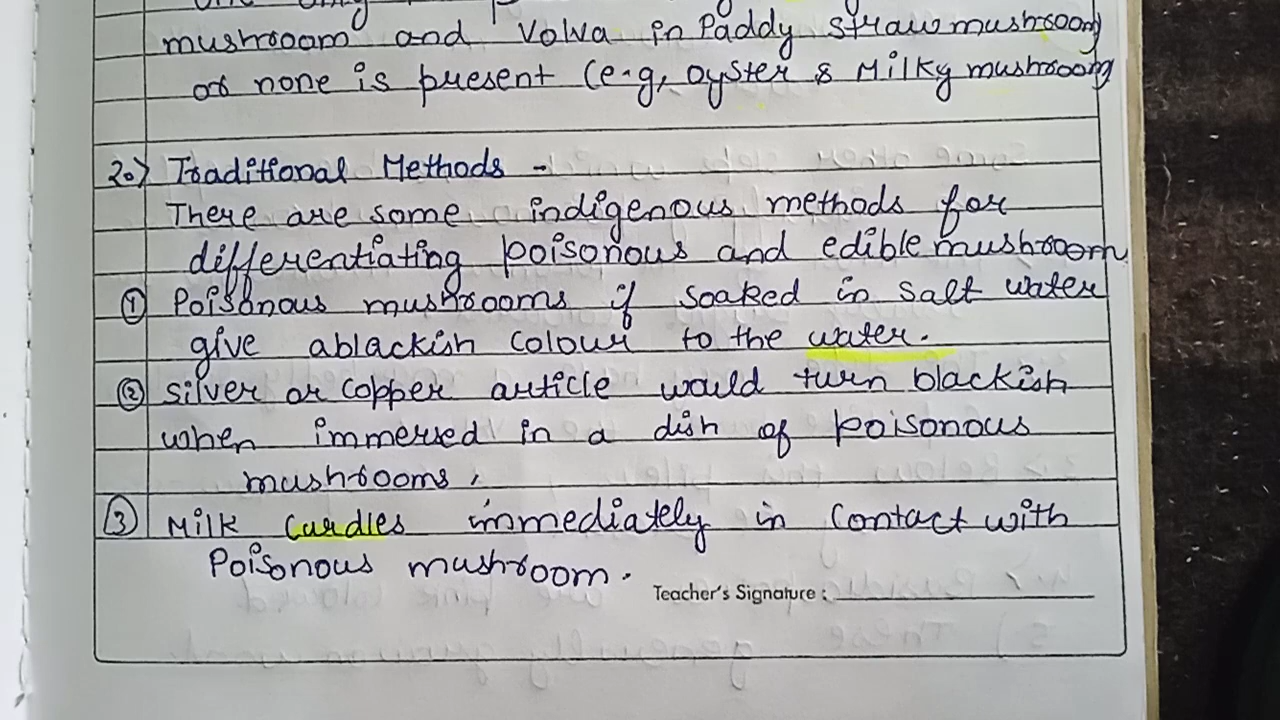 mushroom and Volva in Paddy straw mushroom
or none is present (e.g, oyster & Milky mushroom
20) Traditional Methods -
There are some indigenous methods for
differentiating poisonous and edible mushroom
① Poisonous mushrooms if soaked in salt water
give a blackish colour to the water.
② silver or copper article would turn blackish
when immersed in a dish of poisonous
mushrooms.
③ Milk Curdles immediately in contact with
Poisonous mushroom.
Teacher's Signature :